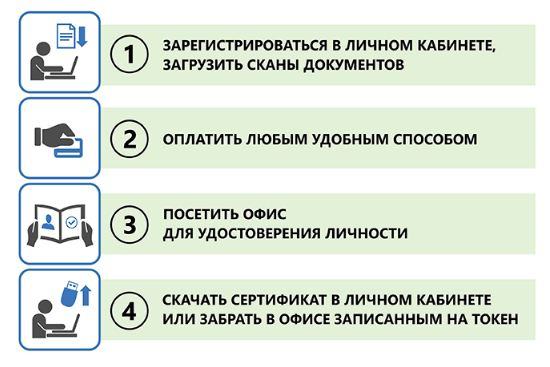 1
ЗАРЕГИСТРИРОВАТЬСЯ В ЛИЧНОМ КАБИНЕТЕ,
ЗАГРУЗИТЬ СКАНЫ ДОКУМЕНТОВ
2
ОПЛАТИТЬ ЛЮБЫМ УДОБНЫМ СПОСОБОМ
3
ПОСЕТИТЬ ОФИС
ДЛЯ УДОСТОВЕРЕНИЯ ЛИЧНОСТИ
4
СКАЧАТЬ СЕРТИФИКАТ В ЛИЧНОМ КАБИНЕТЕ
ИЛИ ЗАБРАТЬ В ОФИСЕ ЗАПИСАННЫМ НА ТОКЕН